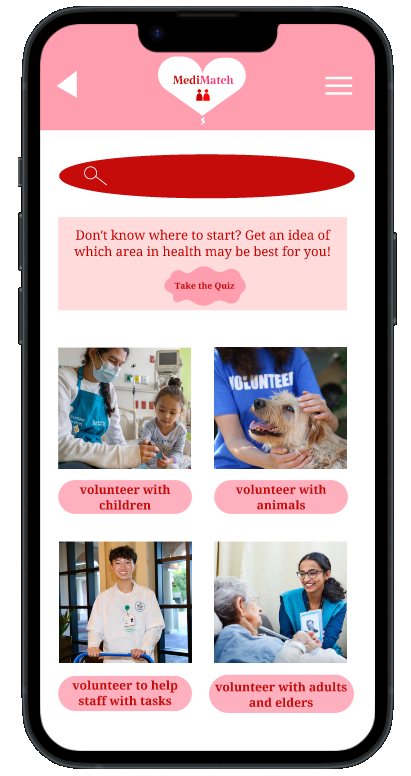 MediMatch
Don't know where to start? Get an idea of
which area in health may be best for you!
Take the Quiz
VOLUNTEER
volunteer with
children
volunteer with
animals
volunteer to help
staff with tasks
volunteer with adults
and elders